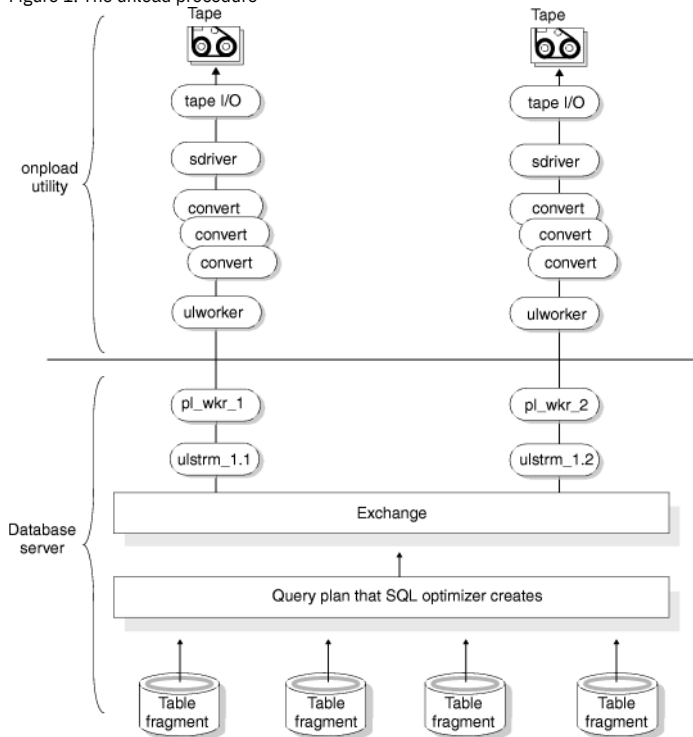 Figure 1. The unload procedure
Tape
Tape
tape I/O
tape I/O
sdriver
sdriver
onpload
utility
convert
convert
convert
convert
convert
convert
ulworker
ulworker
pl_wkr_1
pl_wkr_2
ulstrm_1.1
ulstrm_1.2
Exchange
Database
server
Query plan that SQL optimizer creates
Table
fragment
Table
fragment
Table
fragment
Table
fragment